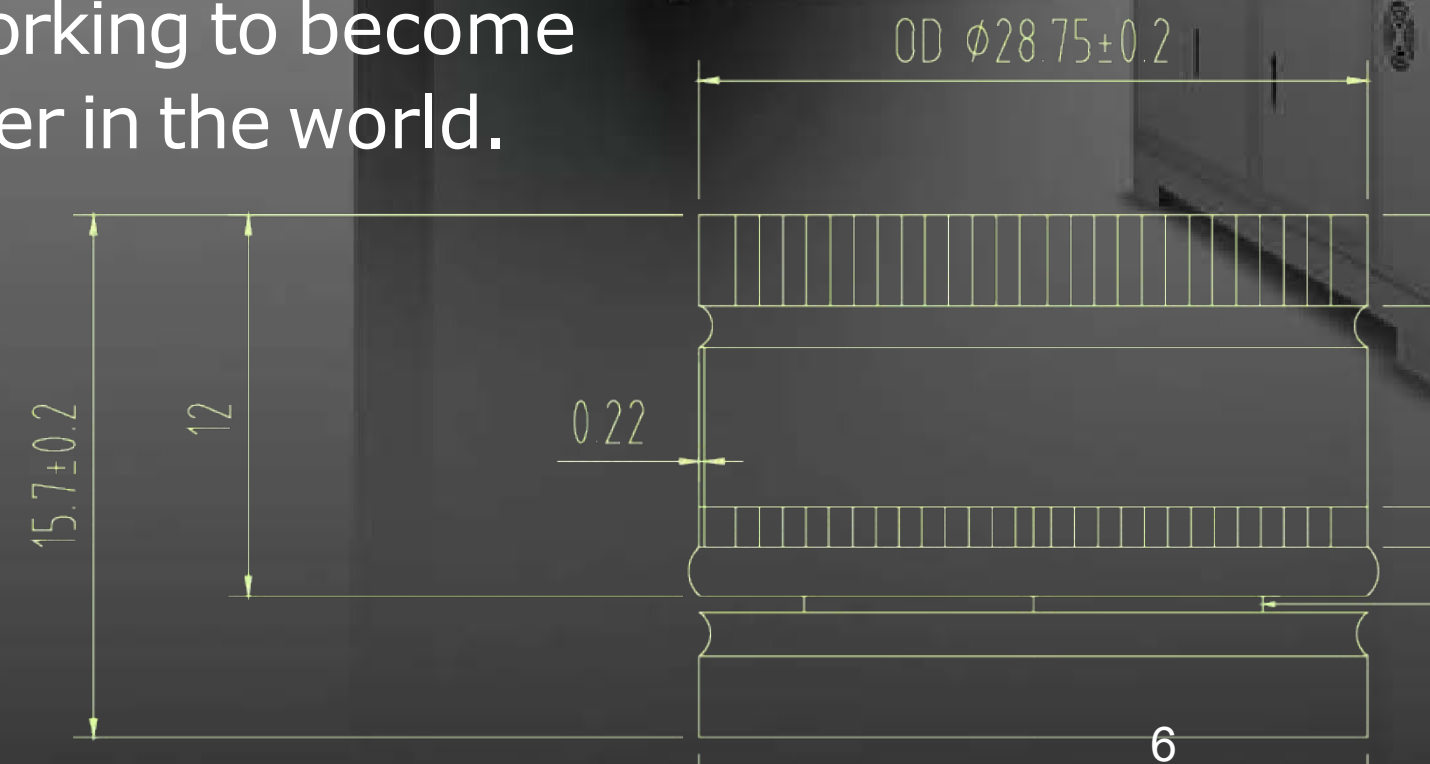 orking to become
er in the world.
OD Ø28.75±0.2
15.7±0.2
12
0.22
6